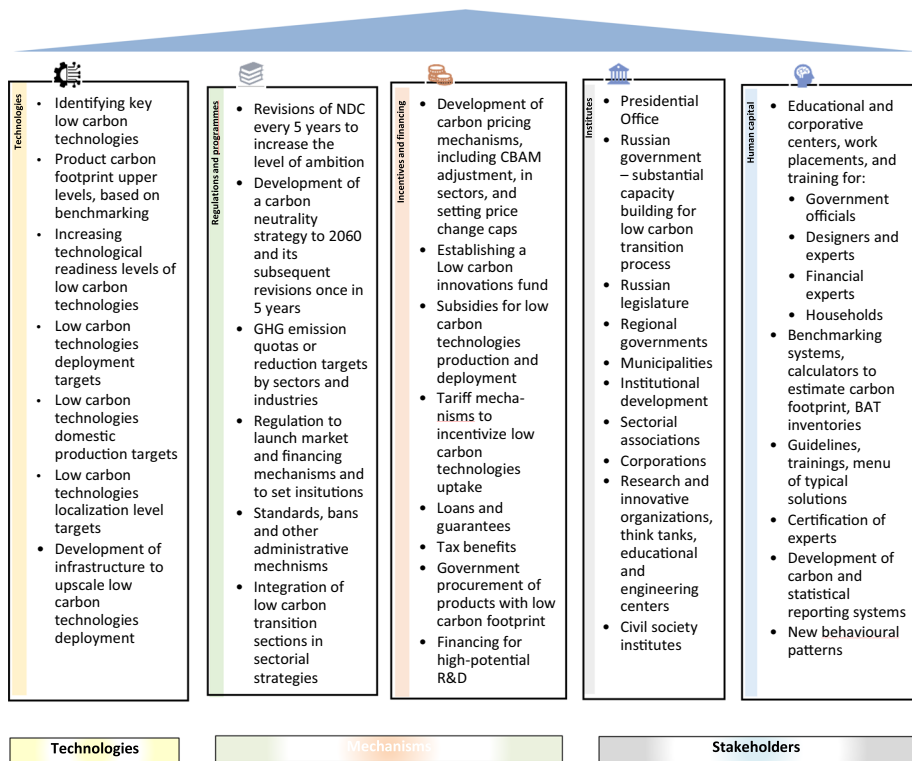 Technologies
• Identifying key
low carbon
technologies
• Product carbon
footprint upper
levels, based on
benchmarking
• Increasing
technological
readiness levels of
low carbon
technologies
• Low carbon
technologies
deployment
targets
• Low carbon
technologies
domestic
production targets
• Low carbon
technologies
localization level
targets
• Development of
infrastructure to
upscale low
carbon
technologies
deployment
Regulations and programmes
• Revisions of NDC
every 5 years to
increase the
level of ambition
• Development of
a carbon
neutrality
strategy to 2060
and its
subsequent
revisions once in
5 years
• GHG emission
quotas or
reduction targets
by sectors and
industries
• Regulation to
launch market
and financing
mechanisms and
to set insitutions
• Standards, bans
and other
administrative
mechnisms
• Integration of
low carbon
transition
sections in
sectorial
strategies
Incentives and financing
• Development of
carbon pricing
mechanisms,
including CBAM
adjustment, in
sectors, and
setting price
change caps
• Establishing a
Low carbon
innovations fund
• Subsidies for low
carbon
technologies
production and
deployment
• Tariff mecha-
nisms to
incentivize low
carbon
technologies
uptake
• Loans and
guarantees
• Tax benefits
• Government
procurement of
products with low
carbon footprint
• Financing for
high-potential
R&D
Institutes
• Presidential
Office
• Russian
government
– substantial
capacity
building for
low carbon
transition
process
• Russian
legislature
• Regional
governments
• Municipalities
• Institutional
development
• Sectorial
associations
• Corporations
• Research and
innovative
organizations,
think tanks,
educational
and
engineering
centers
• Civil society
institutes
Human capital
• Educational and
corporative
centers, work
placements, and
training for:
• Government
officials
• Designers and
experts
• Financial
experts
• Households
• Benchmarking
systems,
calculators to
estimate carbon
footprint, BAT
inventories
• Guidelines,
trainings, menu
of typical
solutions
• Certification of
experts
• Development of
carbon and
statistical
reporting systems
• New behavioural
patterns
Technologies
Mechanisms
Stakeholders